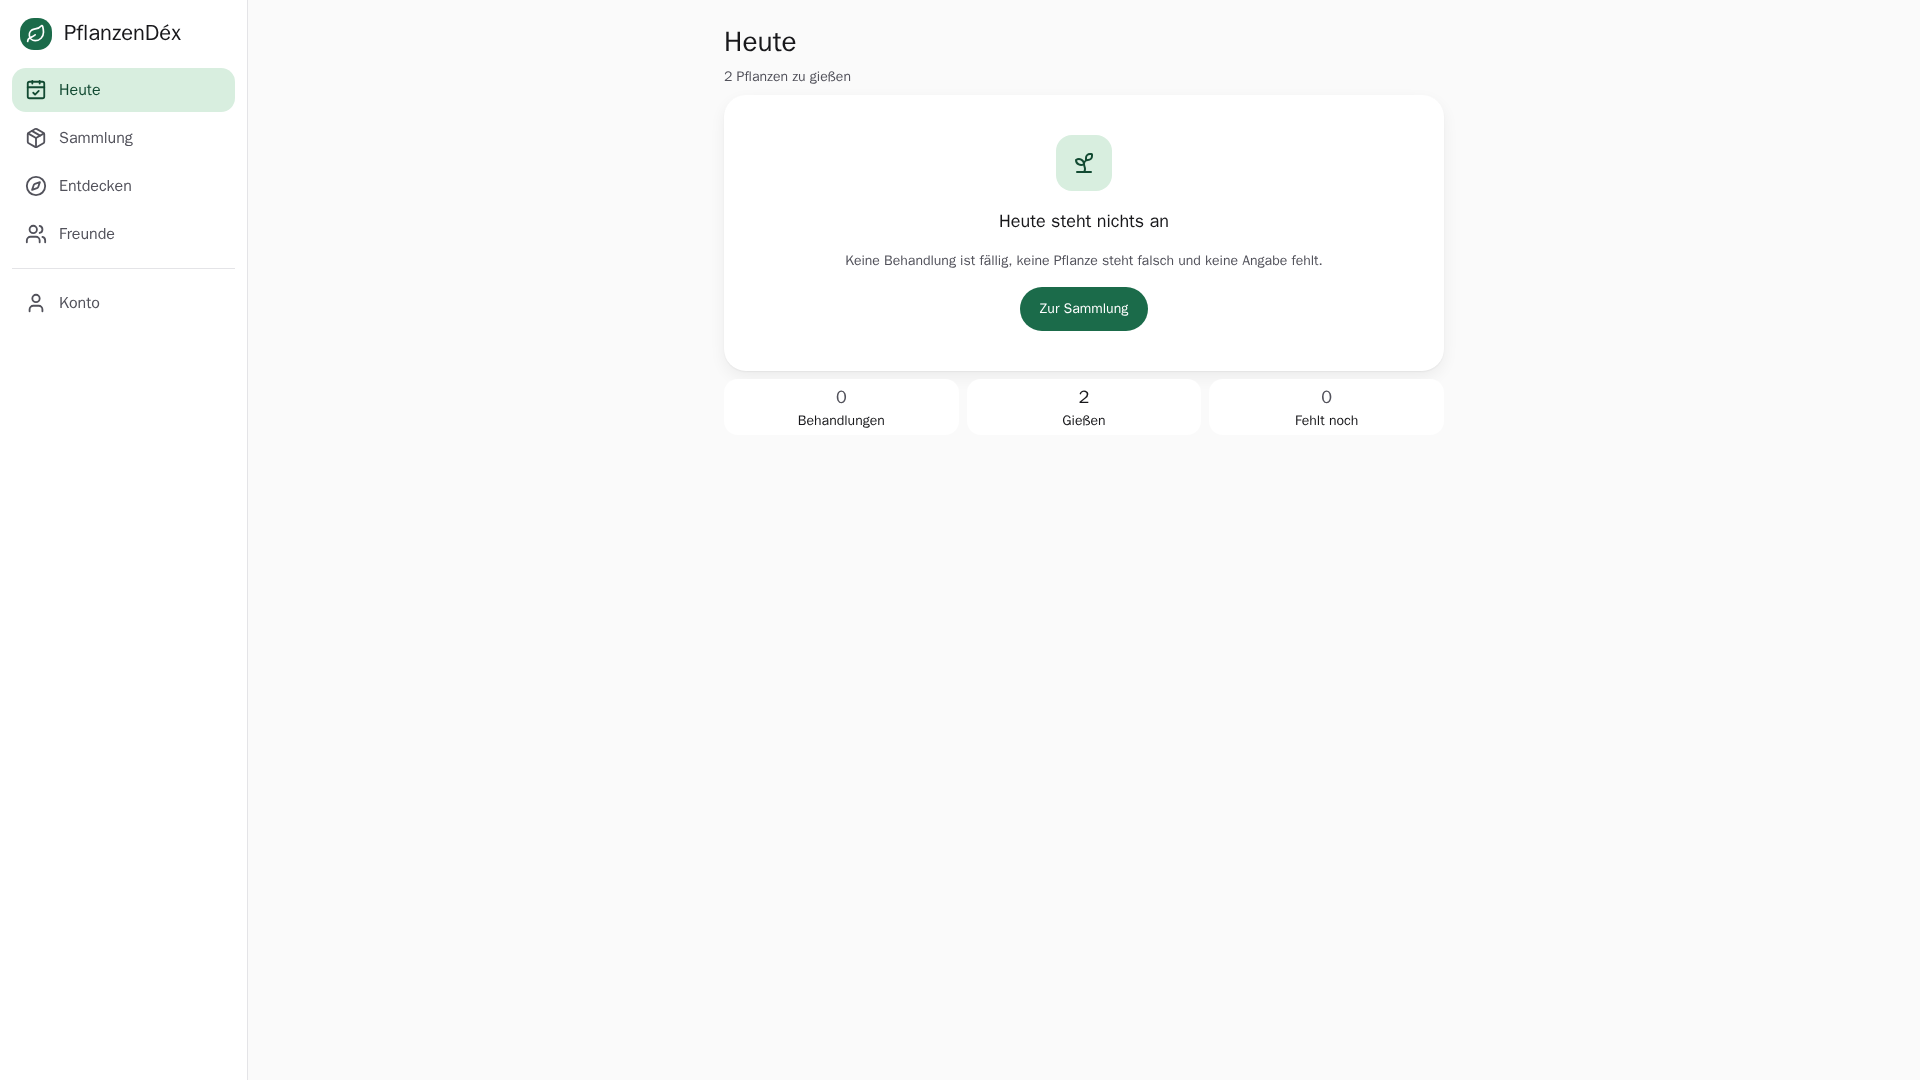 PflanzenDéx
Heute
Sammlung
Entdecken
Freunde
Konto
Heute
2 Pflanzen zu gießen
Heute steht nichts an
Keine Behandlung ist fällig, keine Pflanze steht falsch und keine Angabe fehlt.
Zur Sammlung
0
Behandlungen
2
Gießen
0
Fehlt noch